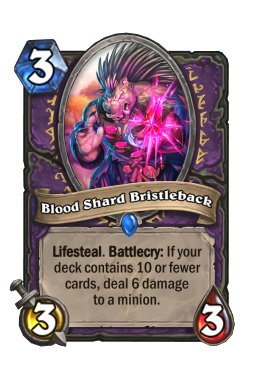 3
Blood Shard Bristleback
Lifesteal. Battlecry: If your
deck contains 10 or fewer
cards, deal 6 damage
to a minion.
3
3